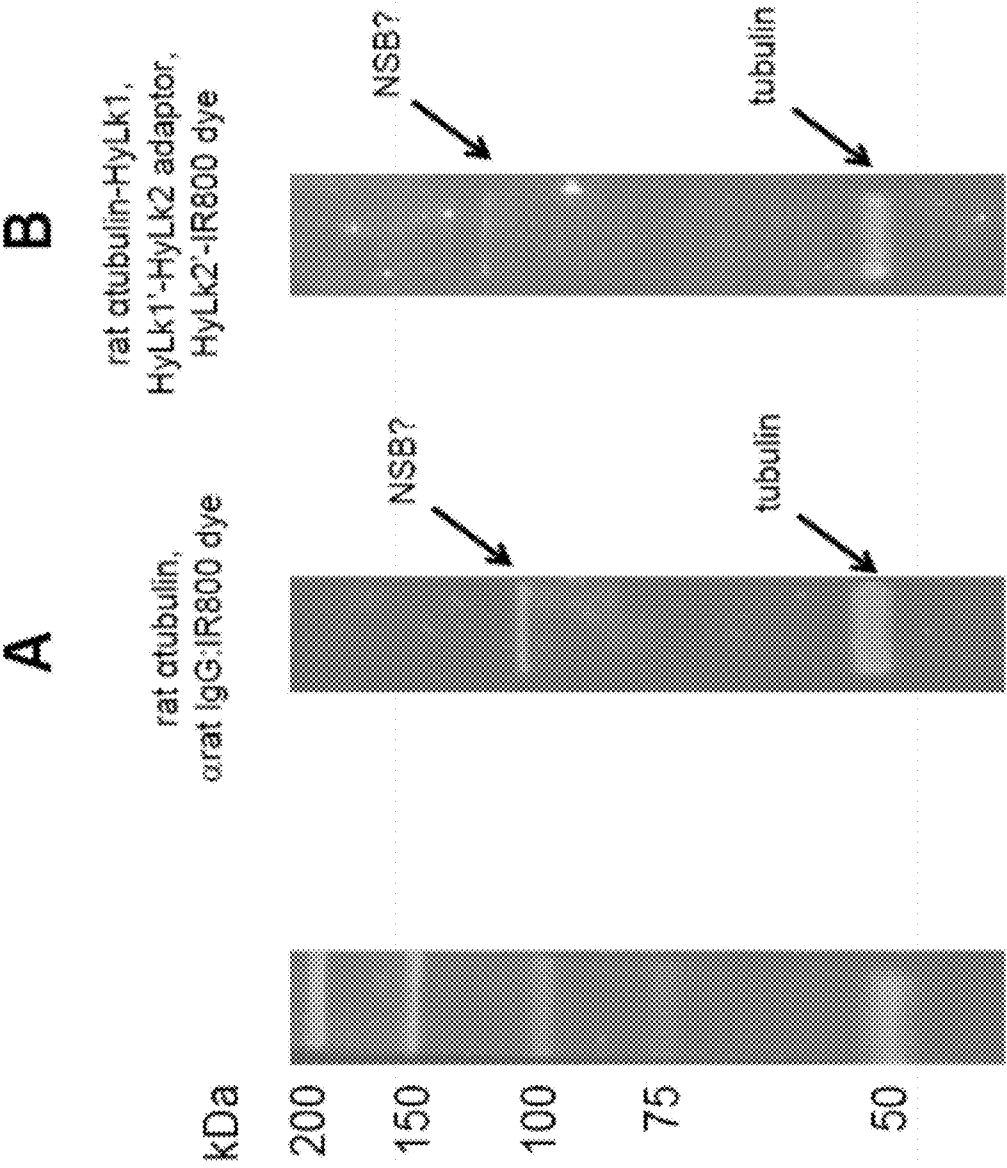 A
B
rat αtubulin,
αrat IgG:IR800 dye
rat αtubulin-HyLk1,
HyLk1'-HyLk2 adaptor,
HyLk2'-IR800 dye
kDa
200
150
100
75
50
NSB?
tubulin
NSB?
tubulin